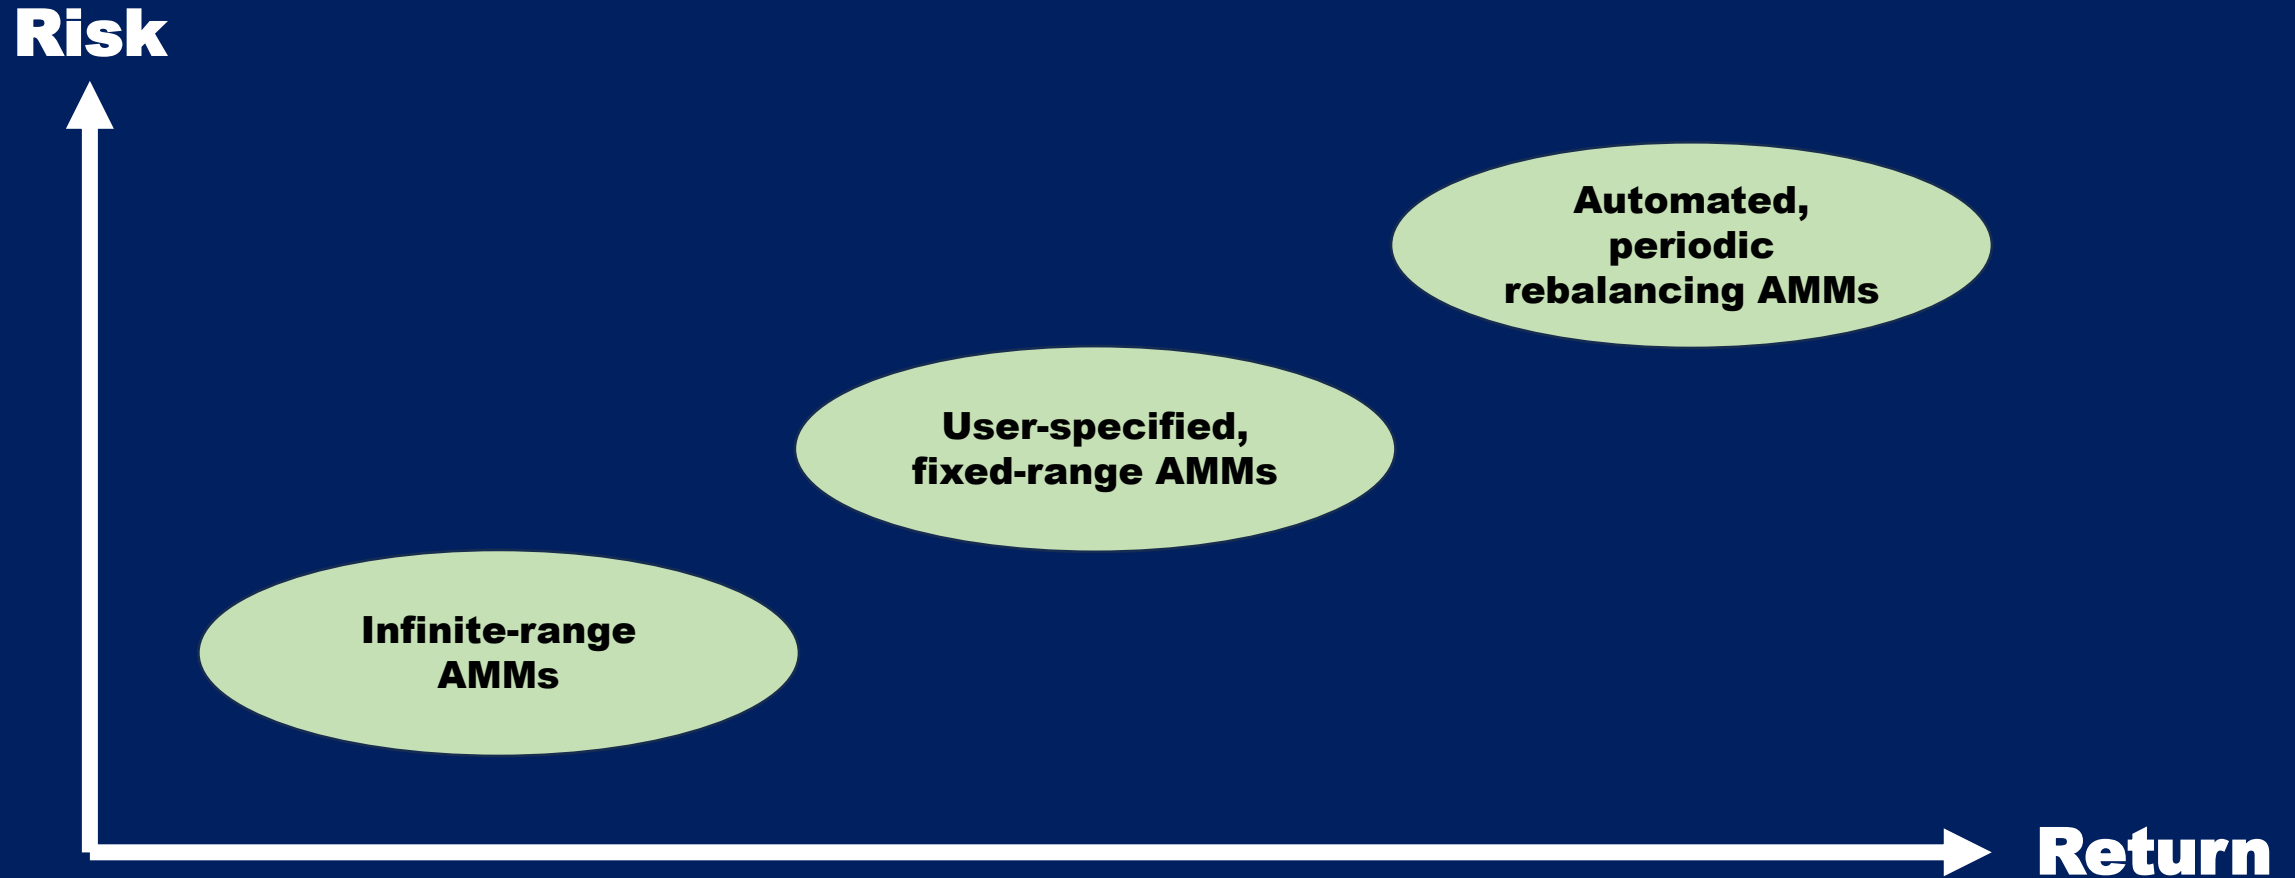 Risk
Automated,
periodic
rebalancing AMMs
User-specified,
fixed-range AMMs
Infinite-range
AMMs
Return